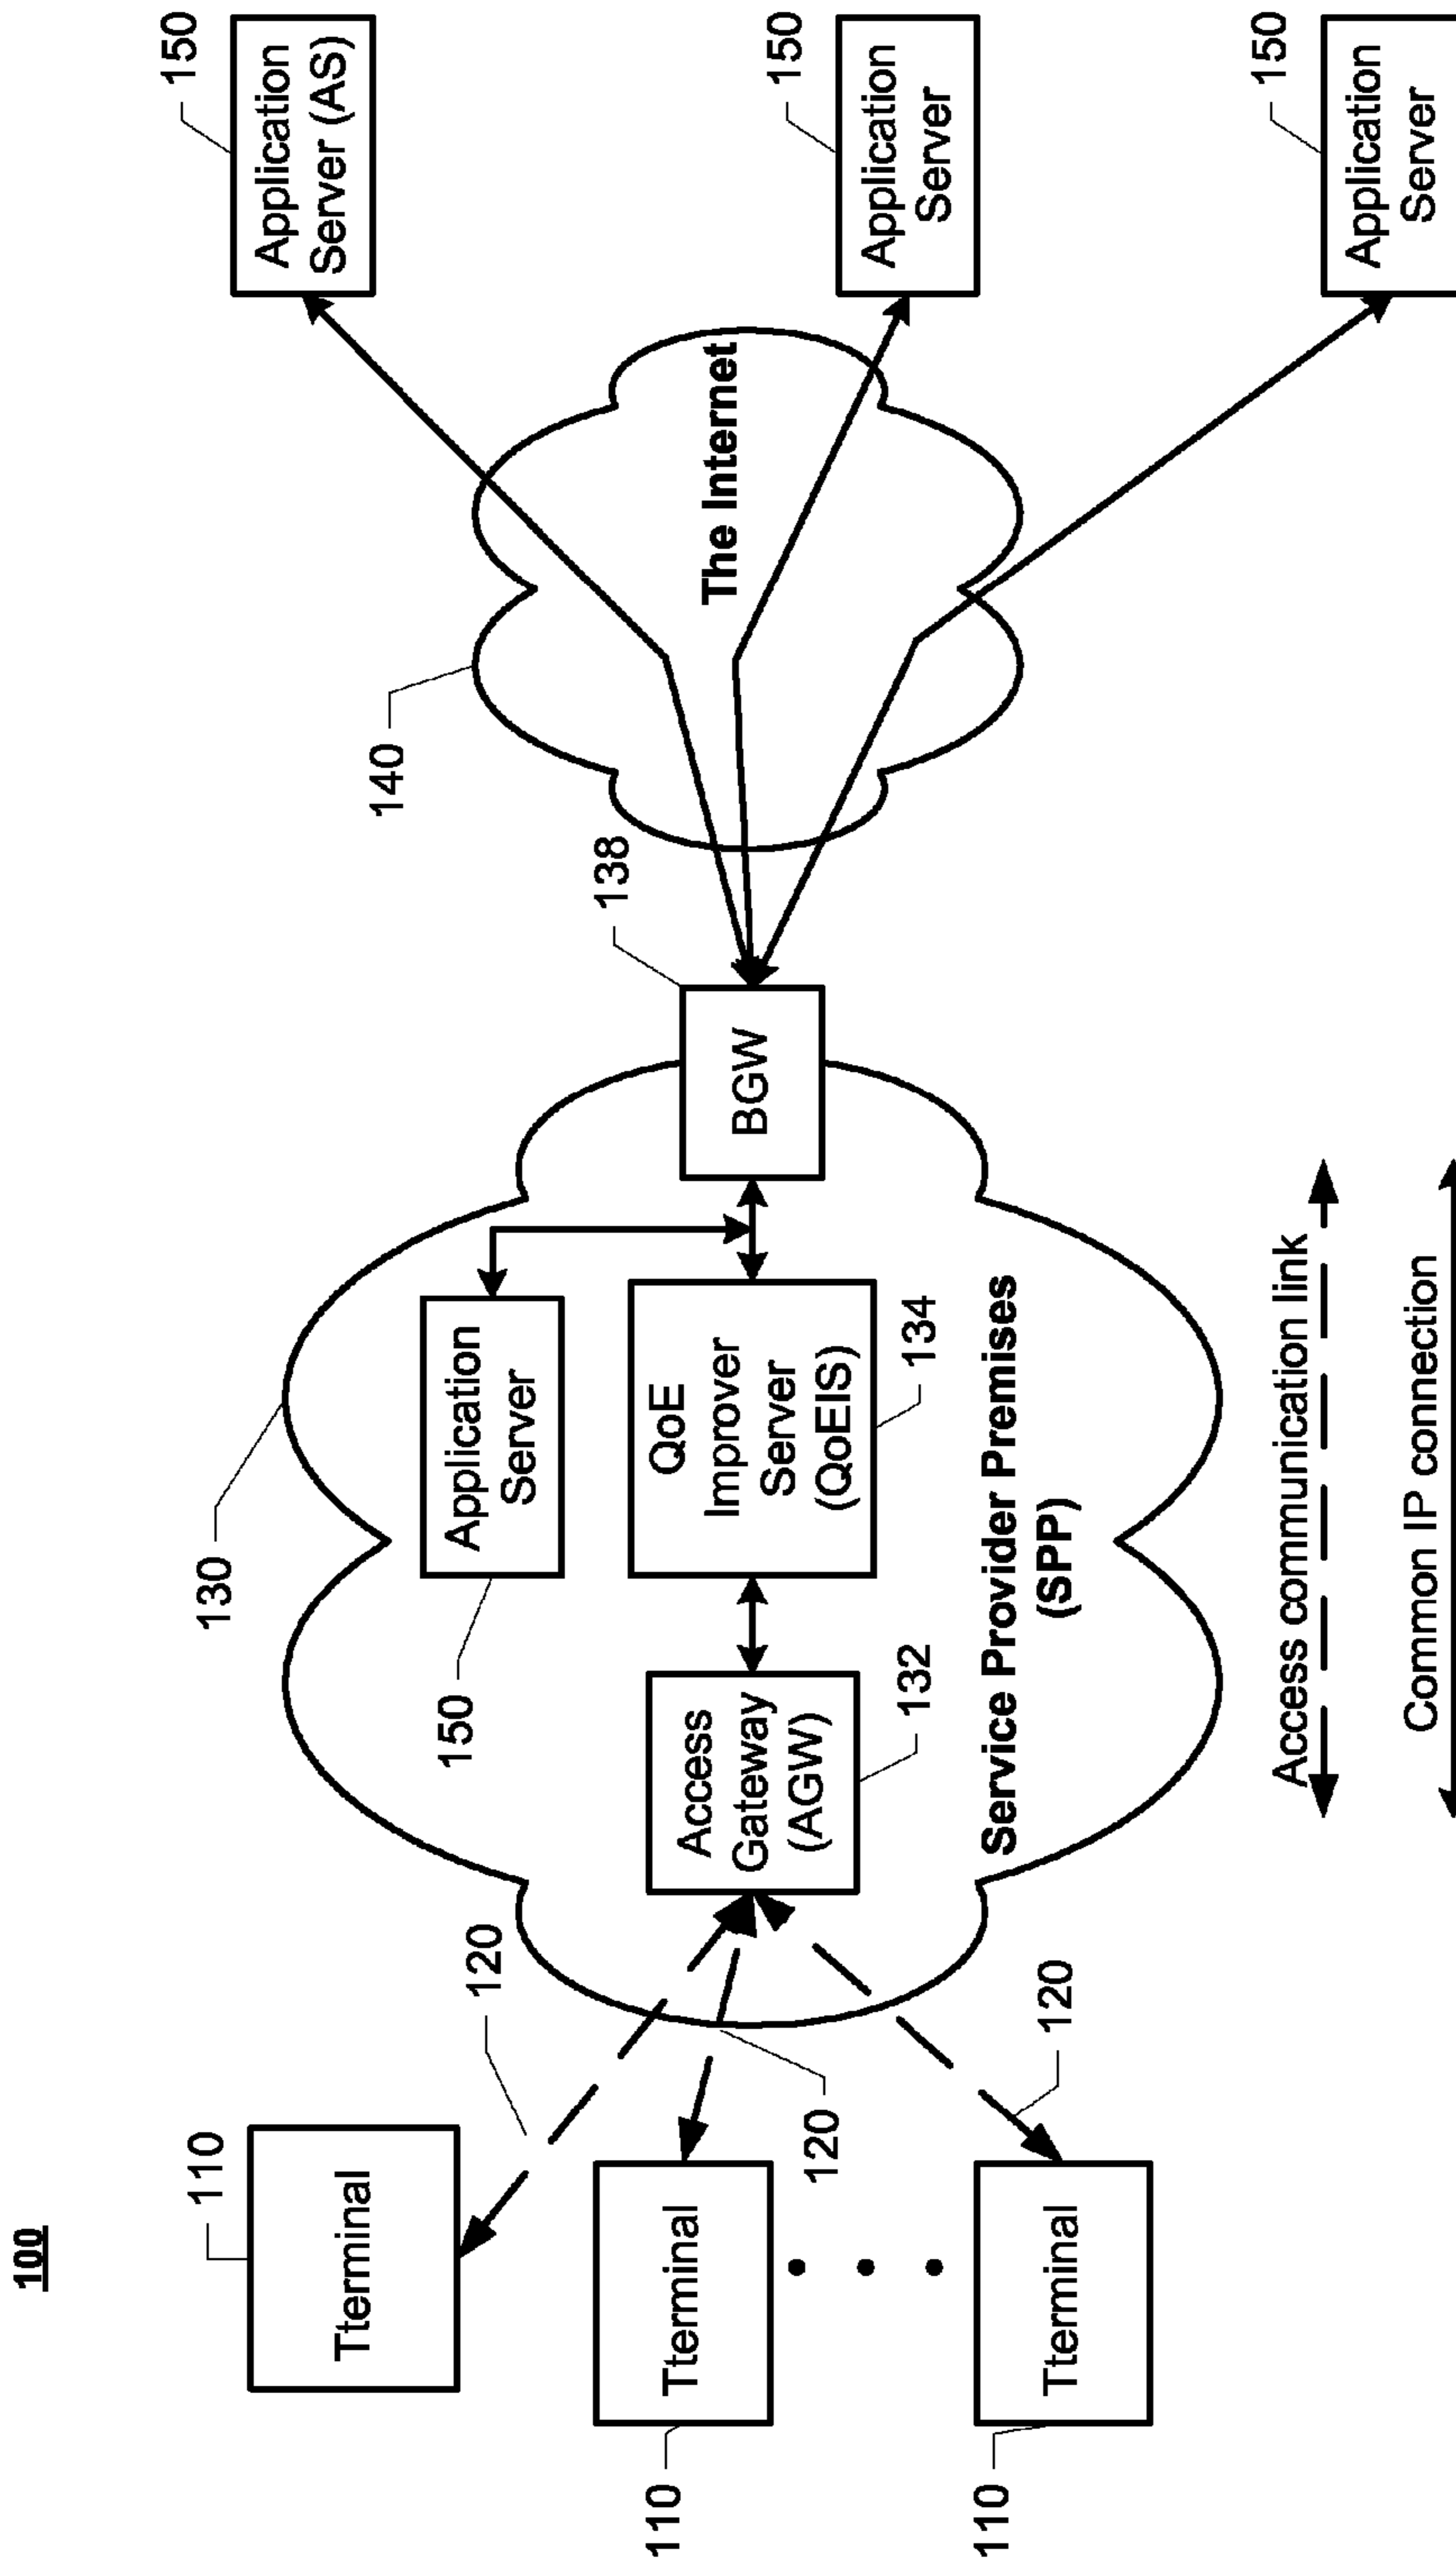 100
110
Tterminal
120
110
Tterminal
120
110
Tterminal
120
130
150
Application
Server
Access
Gateway
(AGW)
132
QoE
Improver
Server
(QoEIS)
134
BGW
138
Service Provider Premises
(SPP)
140
The Internet
150
Application
Server (AS)
150
Application
Server
150
Application
Server
Access communication link
Common IP connection